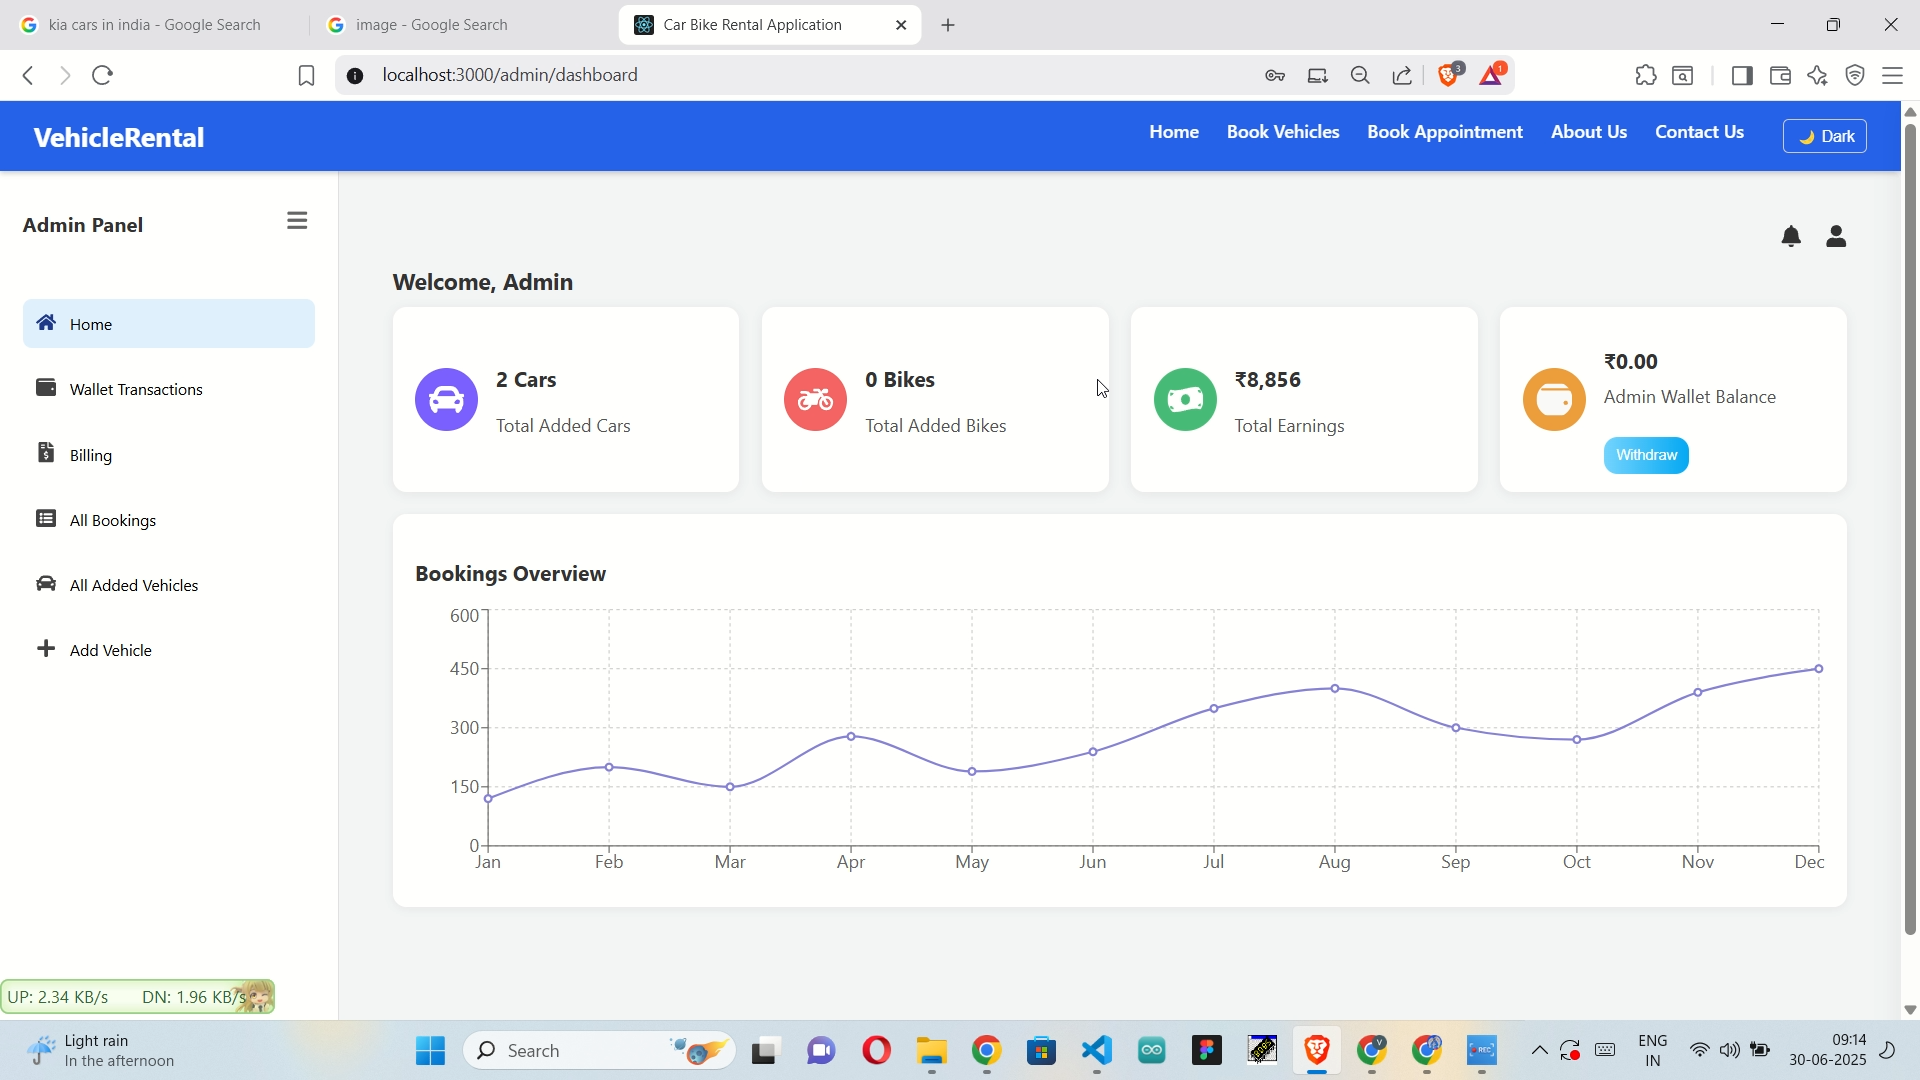 kia cars in india - Google Search
image - Google Search
Car Bike Rental Application
localhost:3000/admin/dashboard
3
1
VehicleRental
Home
Book Vehicles
Book Appointment
About Us
Contact Us
Dark
Admin Panel
Home
Wallet Transactions
Billing
All Bookings
All Added Vehicles
Add Vehicle
Welcome, Admin
2 Cars
Total Added Cars
0 Bikes
Total Added Bikes
₹8,856
Total Earnings
₹0.00
Admin Wallet Balance
Withdraw
Bookings Overview
600
450
300
150
0
Jan Feb Mar Apr May Jun Jul Aug Sep Oct Nov Dec
UP: 2.34 KB/s DN: 1.96 KB/s
Light rain
In the afternoon
Search
V
REC
ENG
IN
09:14
30-06-2025